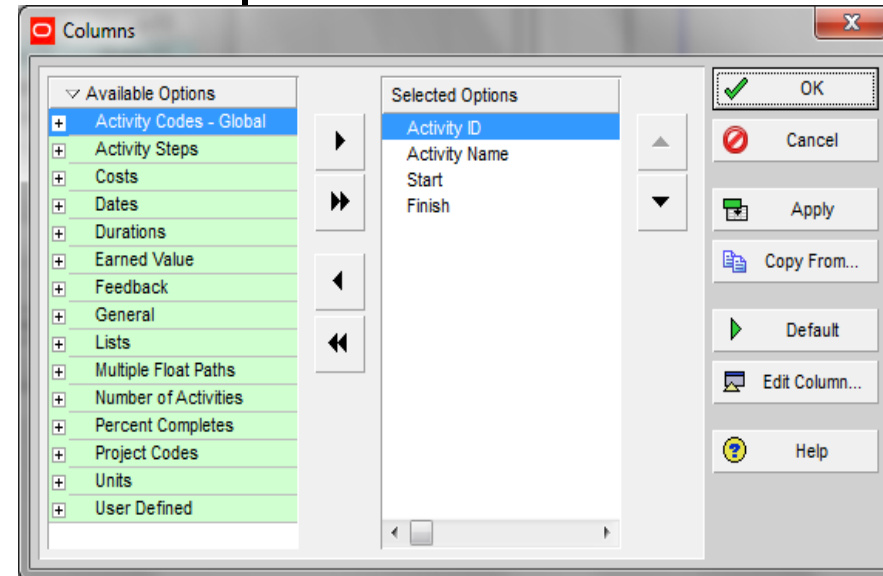 Columns
Available Options
Activity Codes - Global
Activity Steps
Costs
Dates
Durations
Earned Value
Feedback
General
Lists
Multiple Float Paths
Number of Activities
Percent Completes
Project Codes
Units
User Defined
Selected Options
Activity ID
Activity Name
Start
Finish
OK
Cancel
Apply
Copy From...
Default
Edit Column...
Help